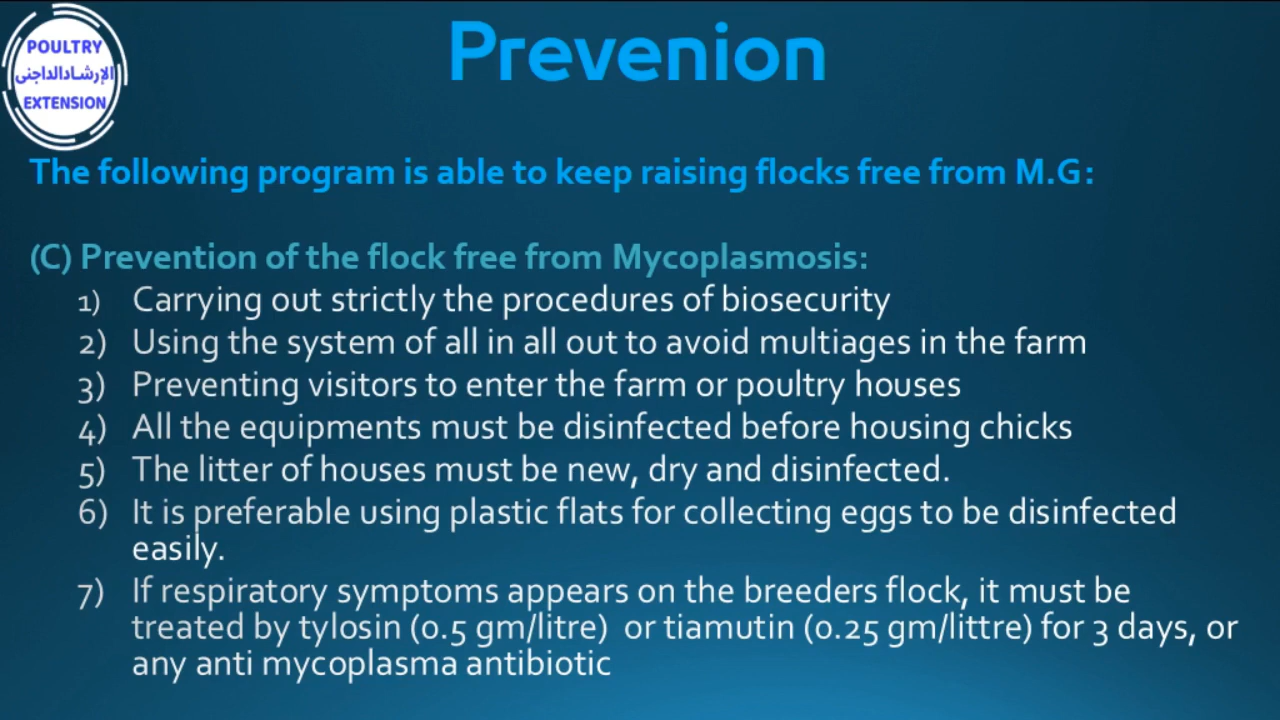 POULTRY
الإرشادالداجنى
EXTENSION
Prevenion
The following program is able to keep raising flocks free from M.G:
(C) Prevention of the flock free from Mycoplasmosis:
1) Carrying out strictly the procedures of biosecurity
2) Using the system of all in all out to avoid multiages in the farm
3) Preventing visitors to enter the farm or poultry houses
4) All the equipments must be disinfected before housing chicks
5) The litter of houses must be new, dry and disinfected.
6) It is preferable using plastic flats for collecting eggs to be disinfected
easily.
7) If respiratory symptoms appears on the breeders flock, it must be
treated by tylosin (0.5 gm/litre) or tiamutin (0.25 gm/littre) for 3 days, or
any anti mycoplasma antibiotic